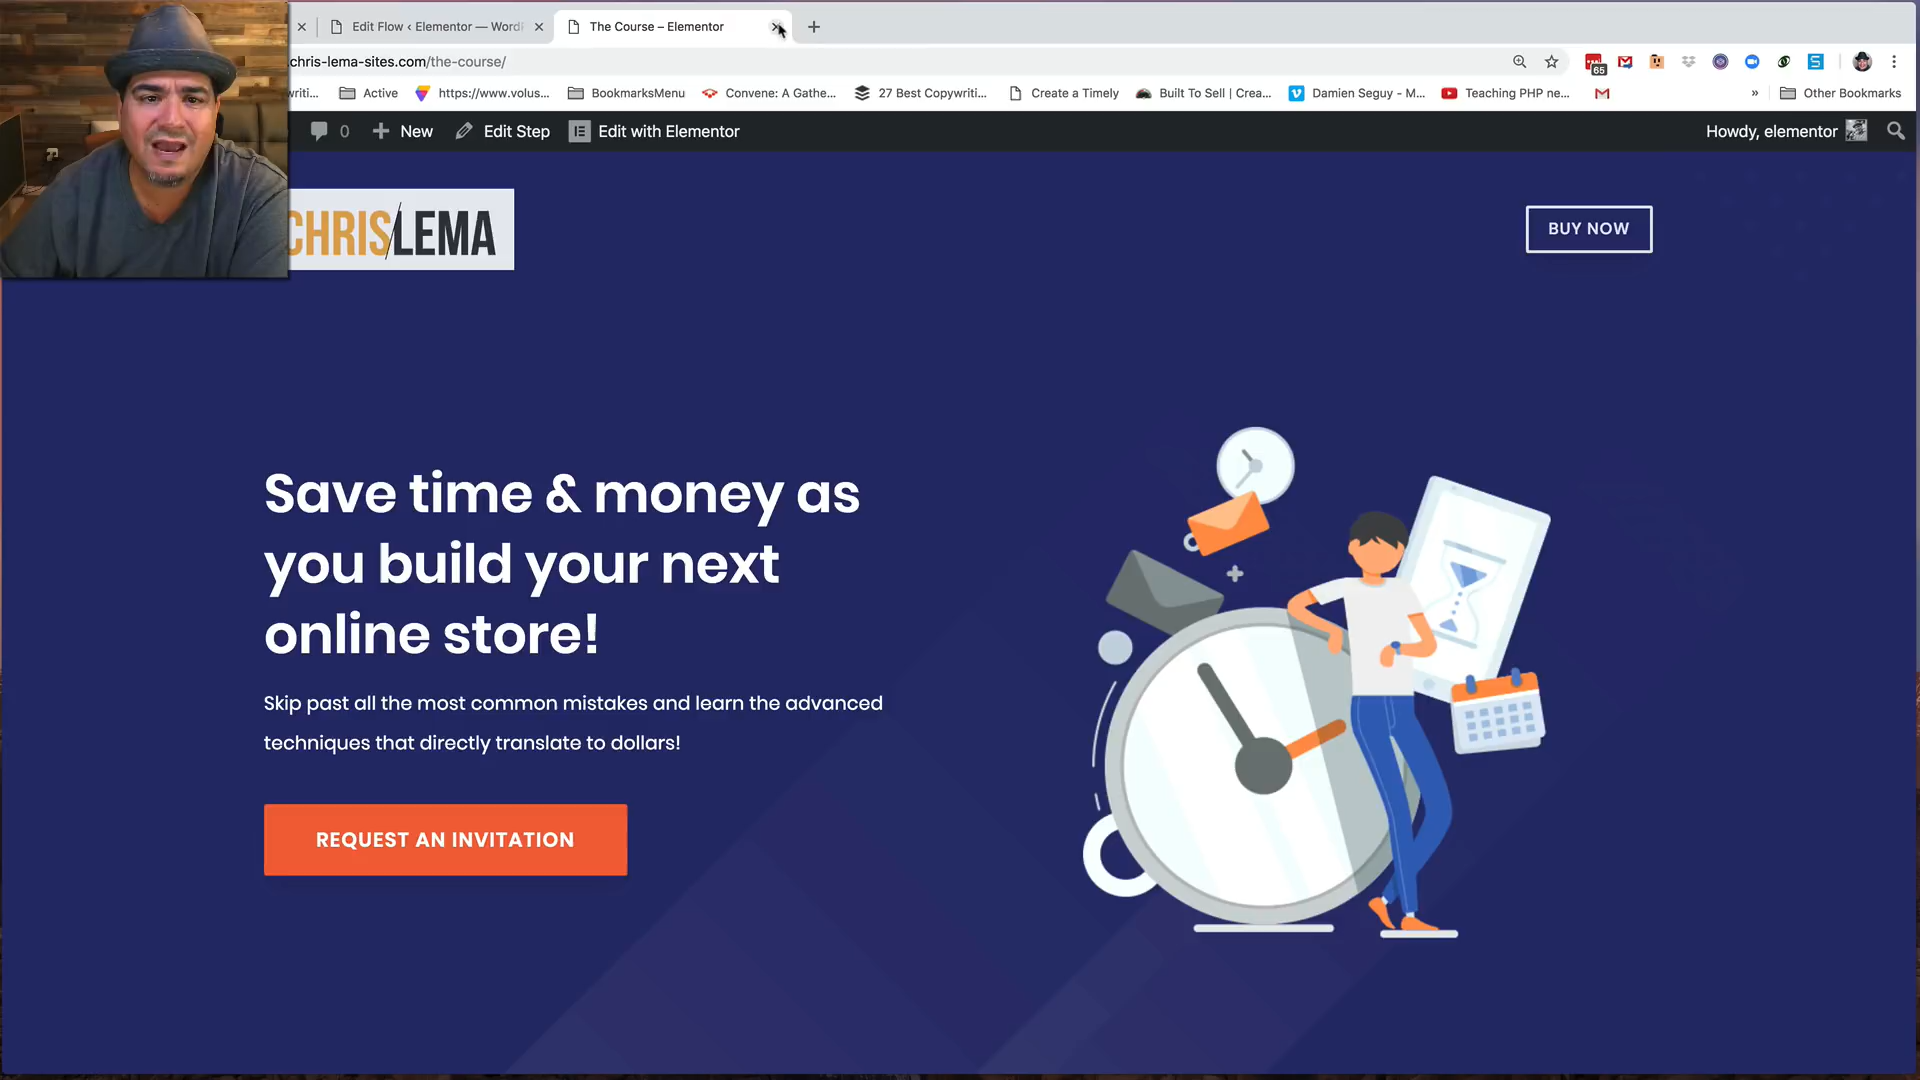 Edit Flow ‹ Elementor — Word
The Course – Elementor
chris-lema-sites.com/the-course/
65
writi...
Active
https://www.volus...
BookmarksMenu
Convene: A Gathe...
27 Best Copywriti...
Create a Timely
Built To Sell | Crea...
Damien Seguy - M...
Teaching PHP ne...
»
Other Bookmarks
0
New
Edit Step
Edit with Elementor
Howdy, elementor
CHRIS/LEMA
BUY NOW
Save time & money as
you build your next
online store!
Skip past all the most common mistakes and learn the advanced
techniques that directly translate to dollars!
REQUEST AN INVITATION